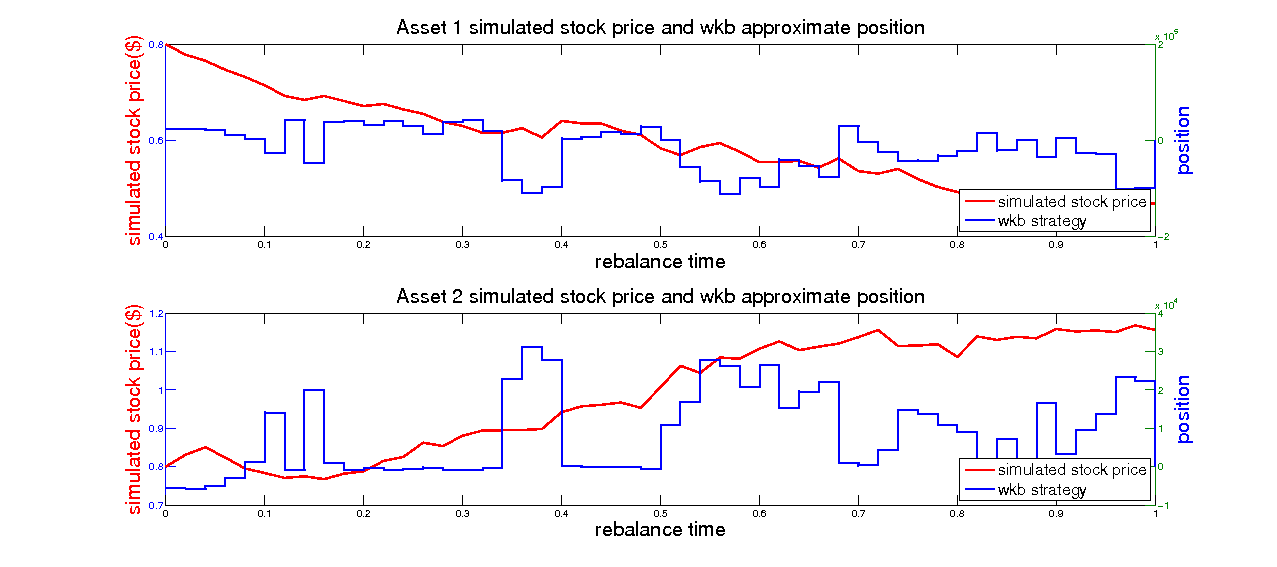 Asset 1 simulated stock price and wkb approximate position
x 10^5
simulated stock price($)
0.8
0.6
0.4
2
0
-2
position
0 0.1 0.2 0.3 0.4 0.5 0.6 0.7 0.8 0.9 1
rebalance time
simulated stock price
wkb strategy
Asset 2 simulated stock price and wkb approximate position
x 10^4
simulated stock price($)
1.2
1.1
1
0.9
0.8
0.7
4
3
2
1
0
-1
position
0 0.1 0.2 0.3 0.4 0.5 0.6 0.7 0.8 0.9 1
rebalance time
simulated stock price
wkb strategy